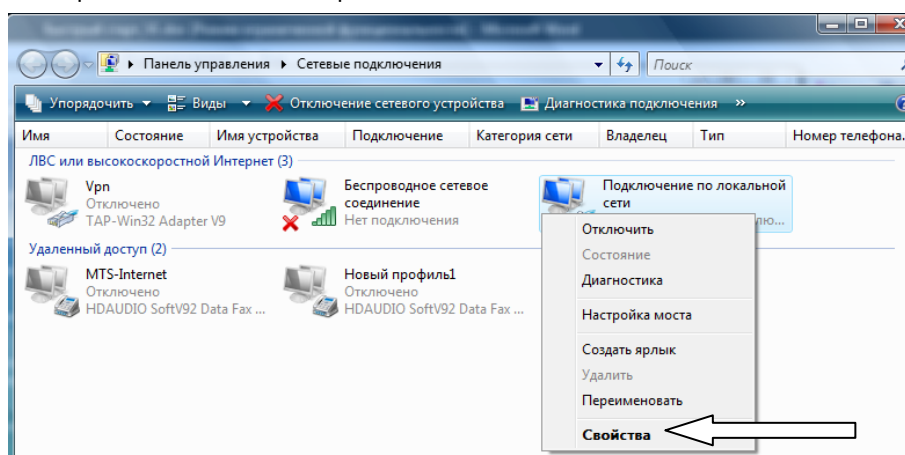 Панель управления ▸ Сетевые подключения
Поиск
Упорядочить Виды Отключение сетевого устройства Диагностика подключения »
Имя Состояние Имя устройства Подключение Категория сети Владелец Тип Номер телефона...
ЛВС или высокоскоростной Интернет (3)
Vpn
Отключено
TAP-Win32 Adapter V9
Беспроводное сетевое
соединение
Нет подключения
Подключение по локальной
сети
Удаленный доступ (2)
MTS-Internet
Отключено
HDAUDIO SoftV92 Data Fax ...
Новый профиль1
Отключено
HDAUDIO SoftV92 Data Fax ...
Отключить
Состояние
Диагностика
Настройка моста
Создать ярлык
Удалить
Переименовать
Свойства